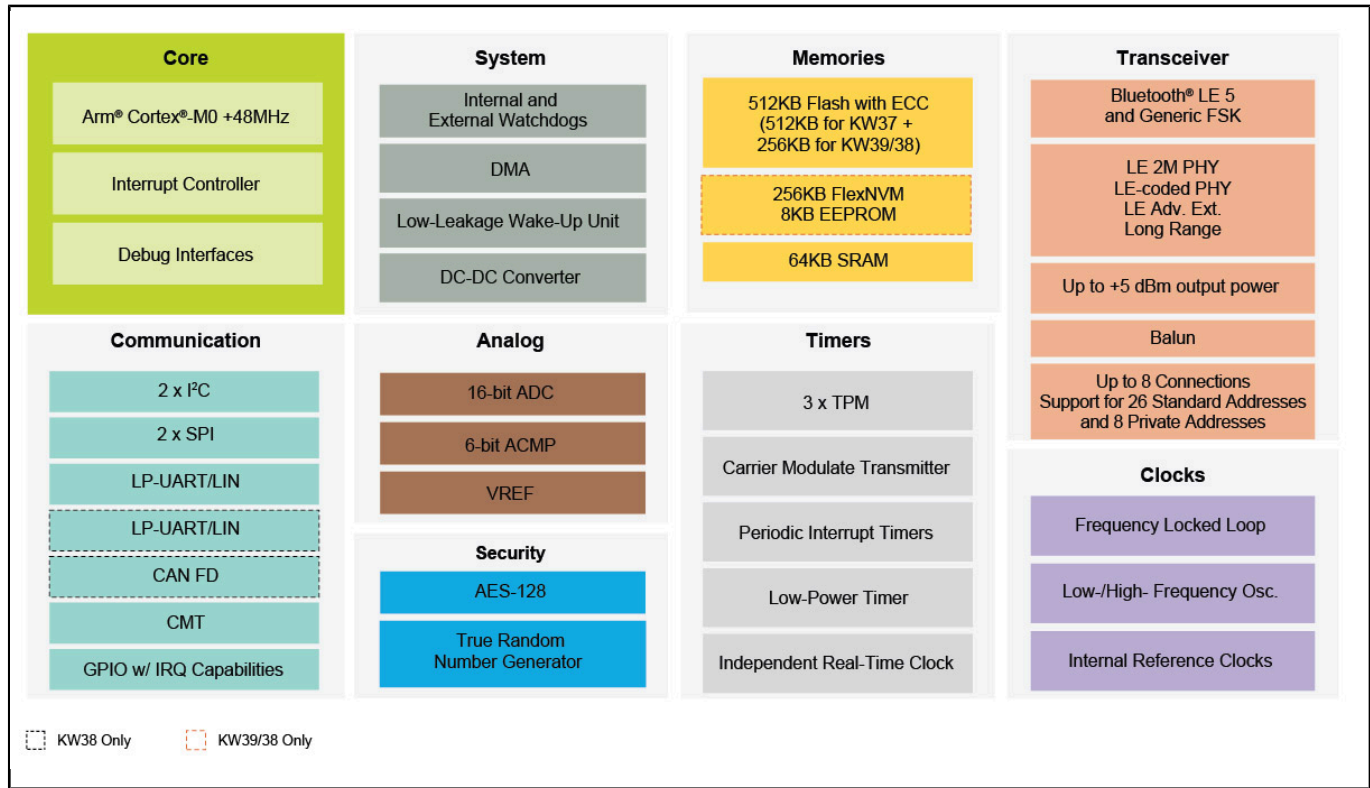 Core
Arm® Cortex®-M0 +48MHz
Interrupt Controller
Debug Interfaces
System
Internal and
External Watchdogs
DMA
Low-Leakage Wake-Up Unit
DC-DC Converter
Memories
512KB Flash with ECC
(512KB for KW37 +
256KB for KW39/38)
256KB FlexNVM
8KB EEPROM
64KB SRAM
Transceiver
Bluetooth® LE 5
and Generic FSK
LE 2M PHY
LE-coded PHY
LE Adv. Ext.
Long Range
Up to +5 dBm output power
Balun
Up to 8 Connections
Support for 26 Standard Addresses
and 8 Private Addresses
Communication
2 x I²C
2 x SPI
LP-UART/LIN
LP-UART/LIN
CAN FD
CMT
GPIO w/ IRQ Capabilities
Analog
16-bit ADC
6-bit ACMP
VREF
Security
AES-128
True Random
Number Generator
Timers
3 x TPM
Carrier Modulate Transmitter
Periodic Interrupt Timers
Low-Power Timer
Independent Real-Time Clock
Clocks
Frequency Locked Loop
Low-/High- Frequency Osc.
Internal Reference Clocks
KW38 Only
KW39/38 Only